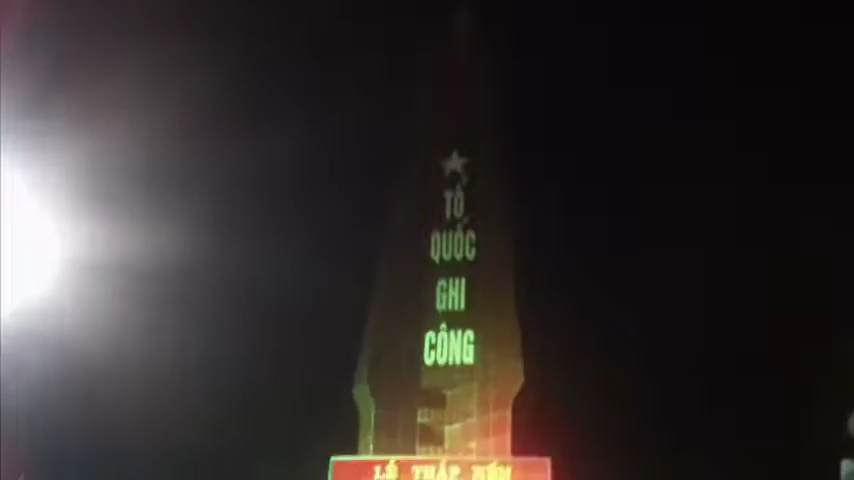 TỔ
QUỐC
GHI
CÔNG
LỄ THẮP NẾN